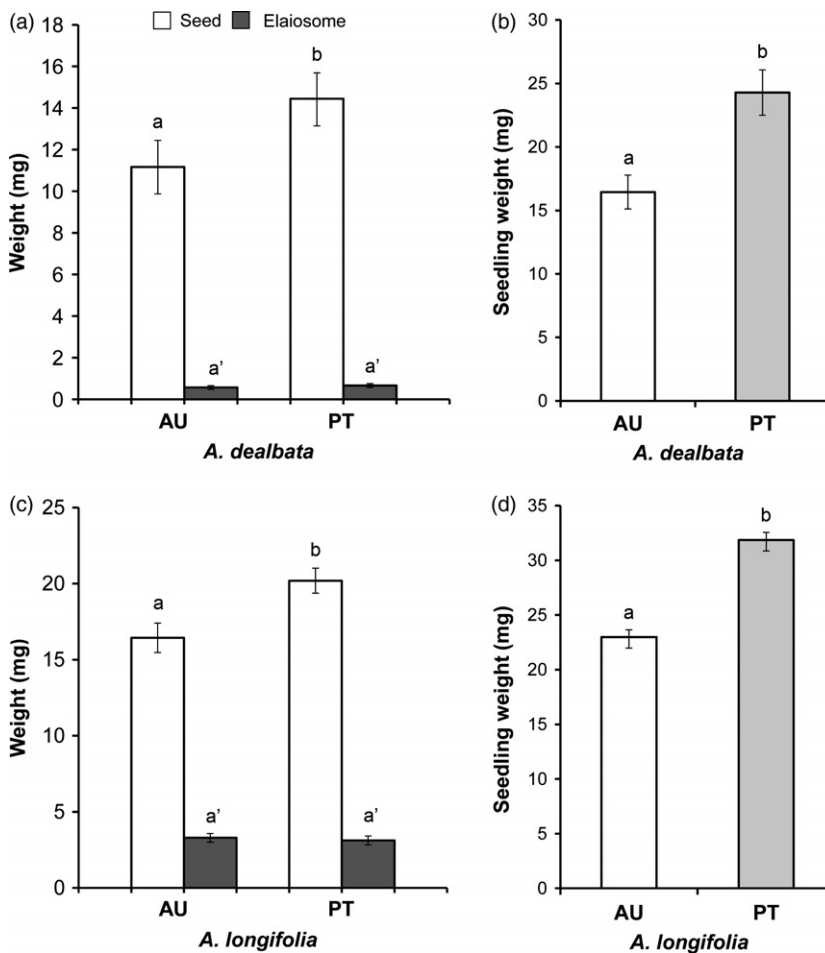 (a)
Seed Elaiosome
18
16
14
12
10
8
6
4
2
0
Weight (mg)
a
a’
b
a’
AU PT
A. dealbata
(b)
30
25
20
15
10
5
0
Seedling weight (mg)
a
b
AU PT
A. dealbata
(c)
25
20
15
10
5
0
Weight (mg)
a
a’
b
a’
AU PT
A. longifolia
(d)
35
30
25
20
15
10
5
0
Seedling weight (mg)
a
b
AU PT
A. longifolia